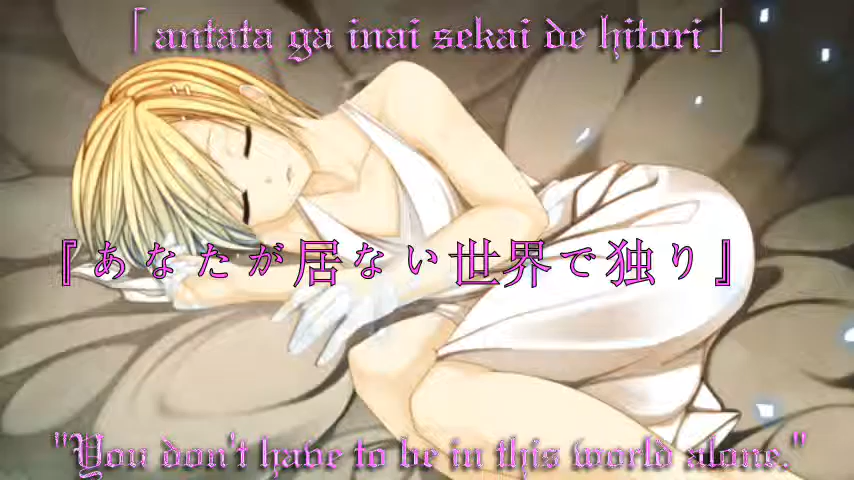 「antata ga inai sekai de hitori」
『あなたが居ない世界で独り』
"You don't have to be in this world alone."